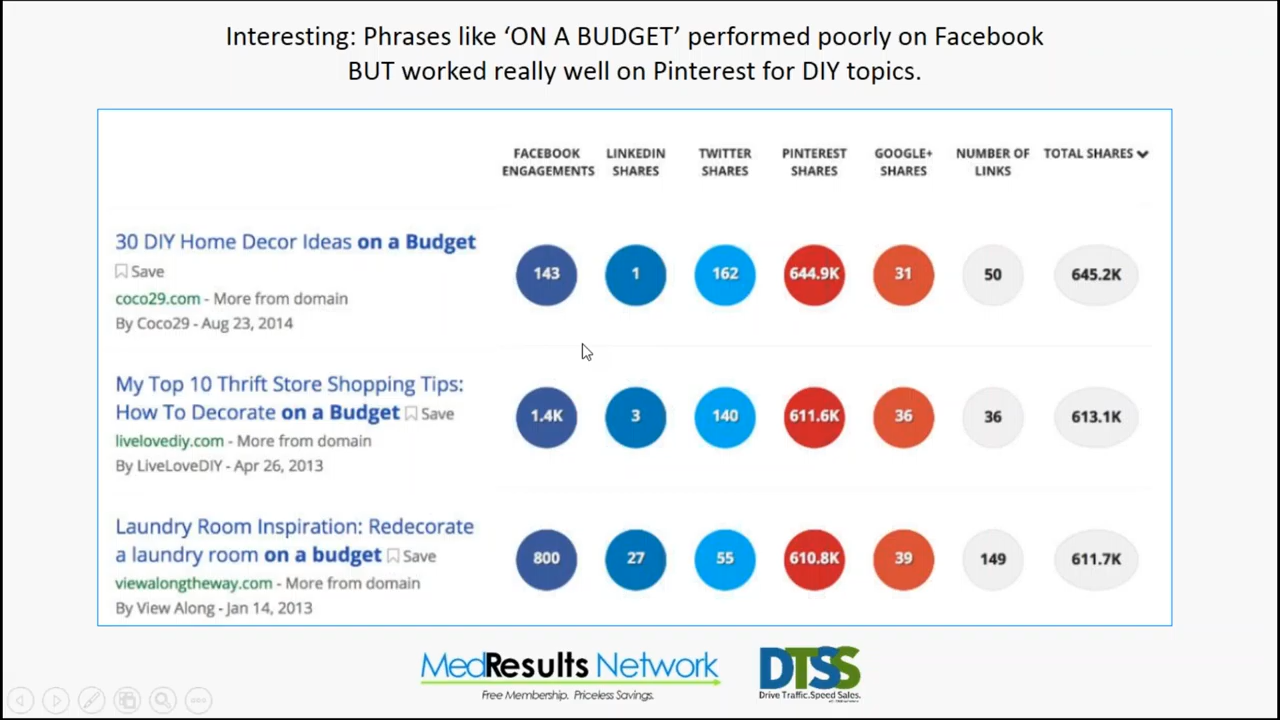 Interesting: Phrases like ‘ON A BUDGET’ performed poorly on Facebook
BUT worked really well on Pinterest for DIY topics.
FACEBOOK ENGAGEMENTS
LINKEDIN SHARES
TWITTER SHARES
PINTEREST SHARES
GOOGLE+ SHARES
NUMBER OF LINKS
TOTAL SHARES
30 DIY Home Decor Ideas on a Budget
Save
coco29.com - More from domain
By Coco29 - Aug 23, 2014
143 1 162 644.9K 31 50 645.2K
My Top 10 Thrift Store Shopping Tips:
How To Decorate on a Budget Save
livelovediy.com - More from domain
By LiveLoveDIY - Apr 26, 2013
1.4K 3 140 611.6K 36 36 613.1K
Laundry Room Inspiration: Redecorate
a laundry room on a budget Save
viewalongtheway.com - More from domain
By View Along - Jan 14, 2013
800 27 55 610.8K 39 149 611.7K
MedResults Network
Free Membership. Priceless Savings.
DTSS
Drive Traffic.Speed Sales.